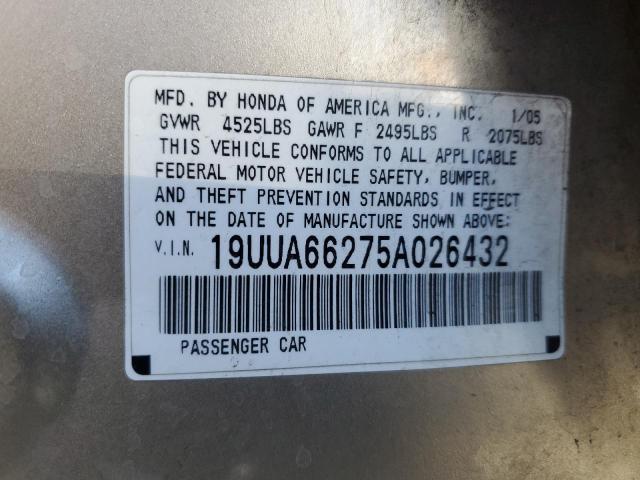 MFD. BY HONDA OF AMERICA MFG., INC. 1/05
GVWR 4525LBS GAWR F 2495LBS R 2075LBS
THIS VEHICLE CONFORMS TO ALL APPLICABLE
FEDERAL MOTOR VEHICLE SAFETY, BUMPER,
AND THEFT PREVENTION STANDARDS IN EFFECT
ON THE DATE OF MANUFACTURE SHOWN ABOVE:
V.I.N. 19UUA66275A026432
PASSENGER CAR